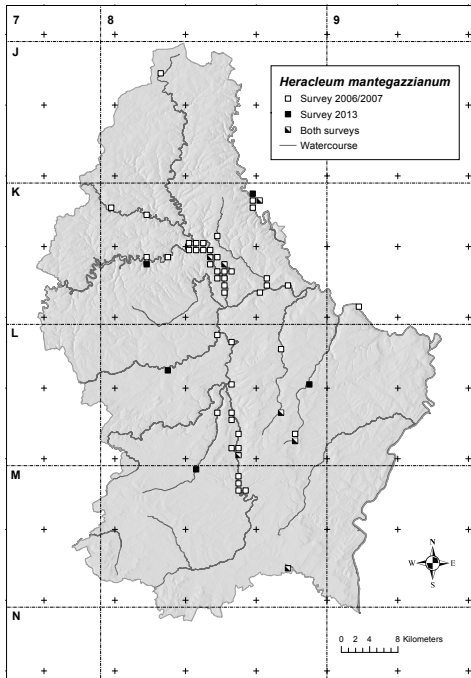 7 8 9
J
Heracleum mantegazzianum
Survey 2006/2007
Survey 2013
Both surveys
Watercourse
K
L
M
N
W E
S
N
0 2 4 8 Kilometers